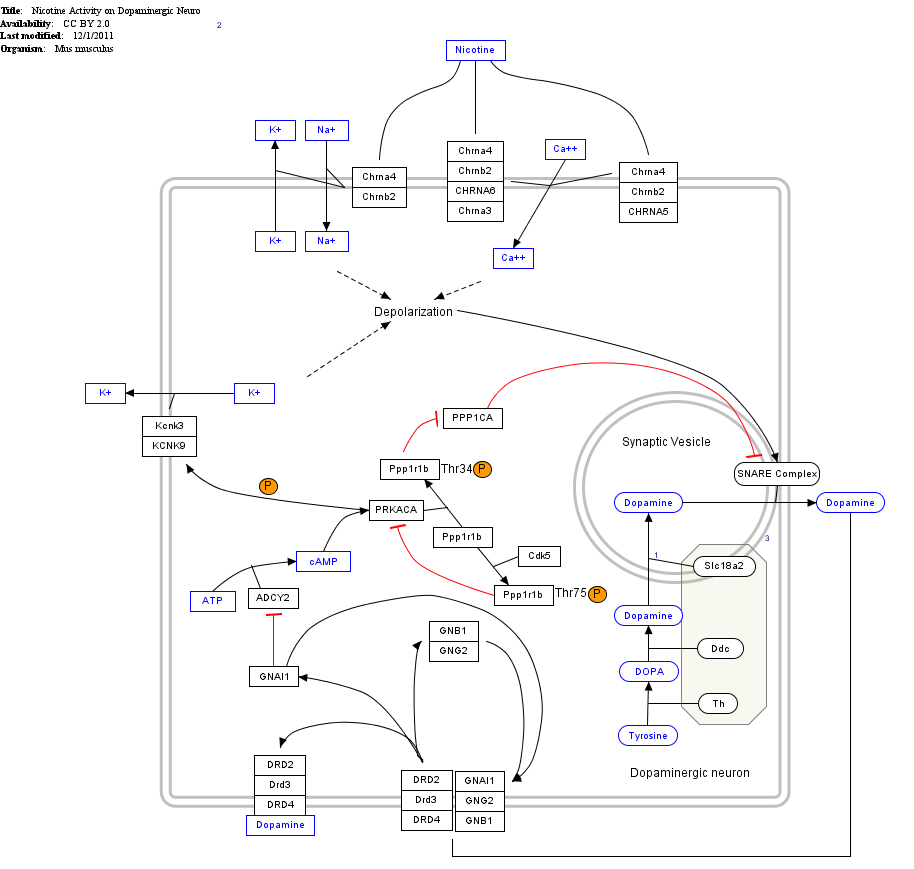 Title: Nicotine Activity on Dopaminergic Neuro
Availability: CC BY 2.0
Last modified: 12/1/2011
Organism: Mus musculus
2
Nicotine
K+
Na+
Chrna4
Chrnb2
Chrna4
Chrnb2
CHRNA6
Chrna3
Ca++
Chrna4
Chrnb2
CHRNA5
K+
Na+
Ca++
Depolarization
K+
K+
Kcnk3
KCNK9
PPP1CA
Synaptic Vesicle
SNARE Complex
Ppp1r1b
Thr34
P
P
PRKACA
Dopamine
Dopamine
Ppp1r1b
Cdk5
3
1
cAMP
Slc18a2
ATP
ADCY2
Ppp1r1b
Thr75
P
Dopamine
GNB1
GNG2
Ddc
GNAI1
DOPA
Th
Tyrosine
Dopaminergic neuron
DRD2
Drd3
DRD4
Dopamine
DRD2
Drd3
DRD4
GNAI1
GNG2
GNB1